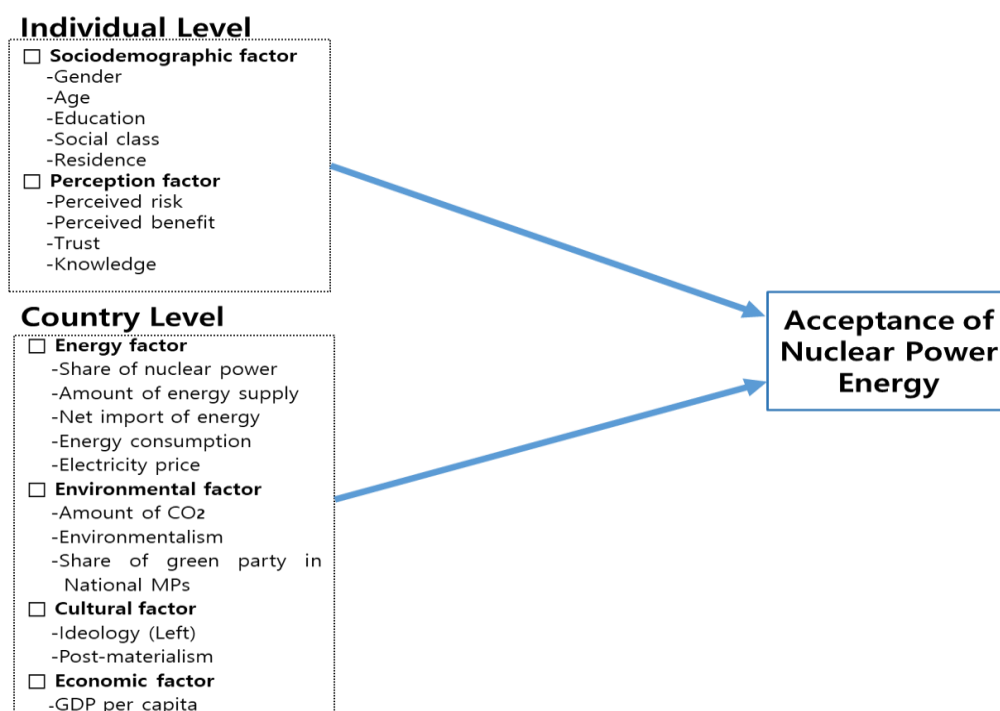 Individual Level
□ Sociodemographic factor
-Gender
-Age
-Education
-Social class
-Residence
□ Perception factor
-Perceived risk
-Perceived benefit
-Trust
-Knowledge
Country Level
□ Energy factor
-Share of nuclear power
-Amount of energy supply
-Net import of energy
-Energy consumption
-Electricity price
□ Environmental factor
-Amount of CO2
-Environmentalism
-Share of green party in
National MPs
□ Cultural factor
-Ideology (Left)
-Post-materialism
□ Economic factor
-GDP per capita
Acceptance of
Nuclear Power
Energy